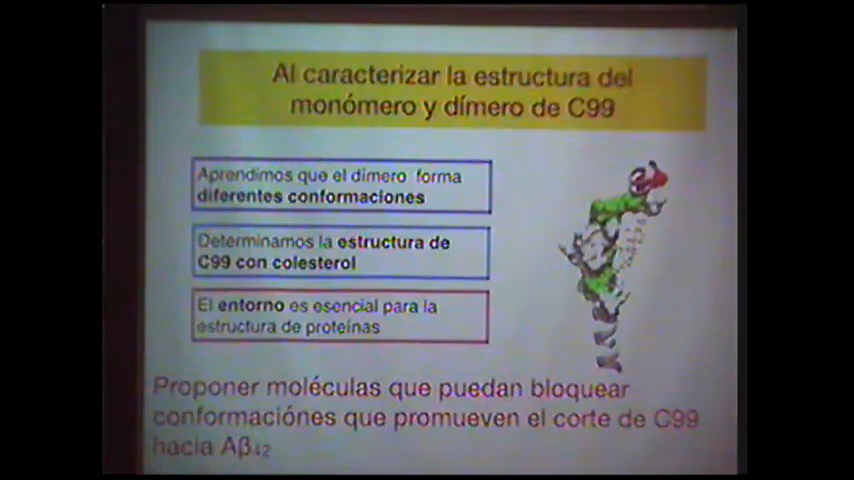 Al caracterizar la estructura del
monómero y dímero de C99
Aprendimos que el dímero forma
diferentes conformaciones
Determinamos la estructura de
C99 con colesterol
El entorno es esencial para la
estructura de proteínas
Proponer moléculas que puedan bloquear
conformaciónes que promueven el corte de C99
hacia Aβ42